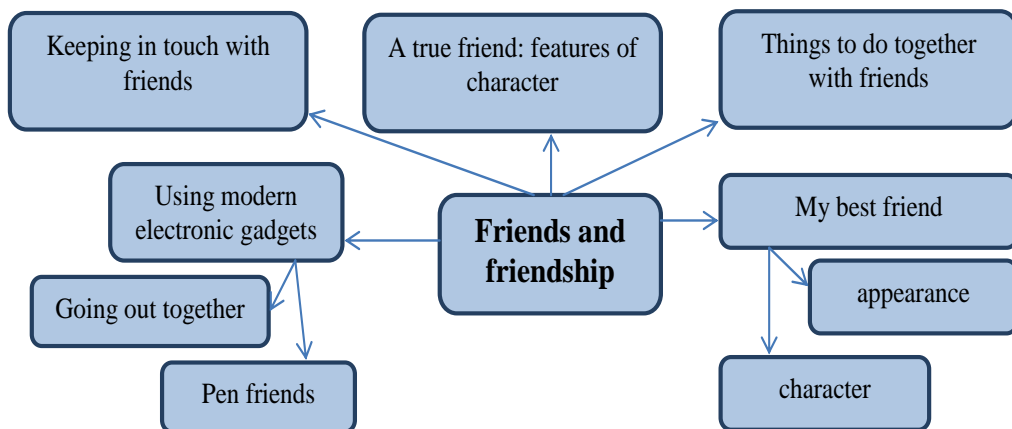 Keeping in touch with
friends
A true friend: features of
character
Things to do together
with friends
Using modern
electronic gadgets
Friends and
friendship
My best friend
Going out together
appearance
Pen friends
character